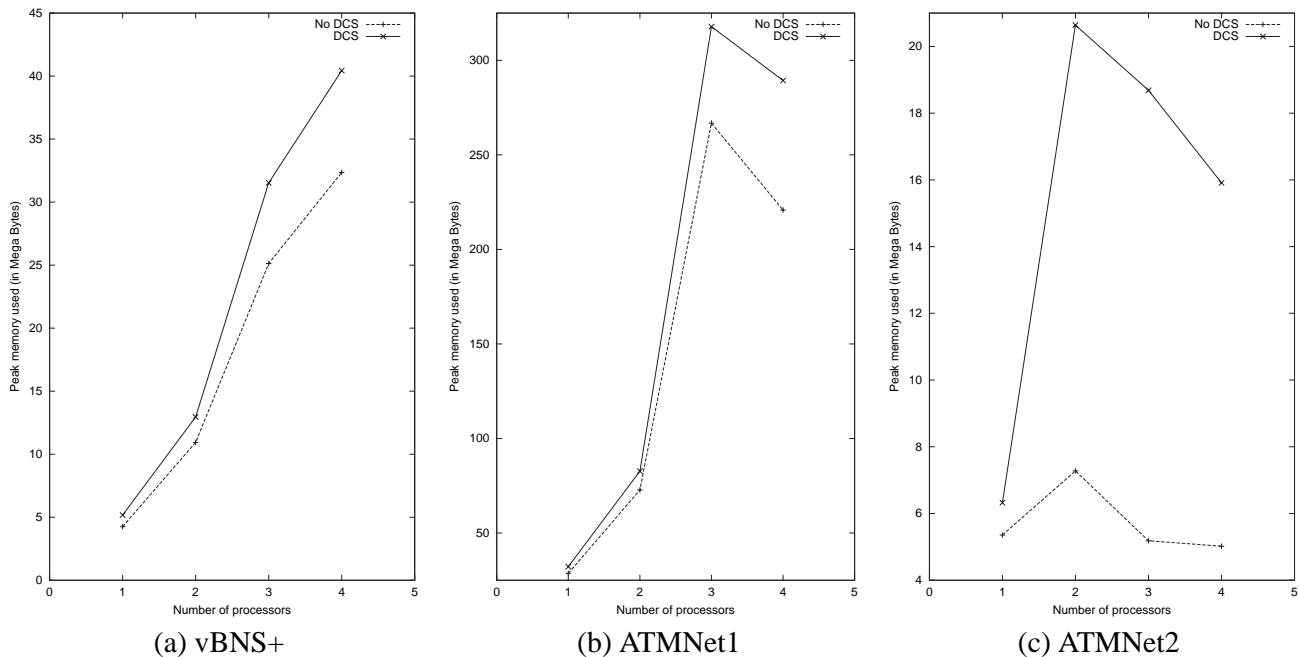 45
40
35
30
25
20
15
10
5
0
Peak memory used (in Mega Bytes)
No DCS
DCS
0 1 2 3 4 5
Number of processors
(a) vBNS+
300
250
200
150
100
50
Peak memory used (in Mega Bytes)
No DCS
DCS
0 1 2 3 4 5
Number of processors
(b) ATMNet1
20
18
16
14
12
10
8
6
4
Peak memory used (in Mega Bytes)
No DCS
DCS
0 1 2 3 4 5
Number of processors
(c) ATMNet2